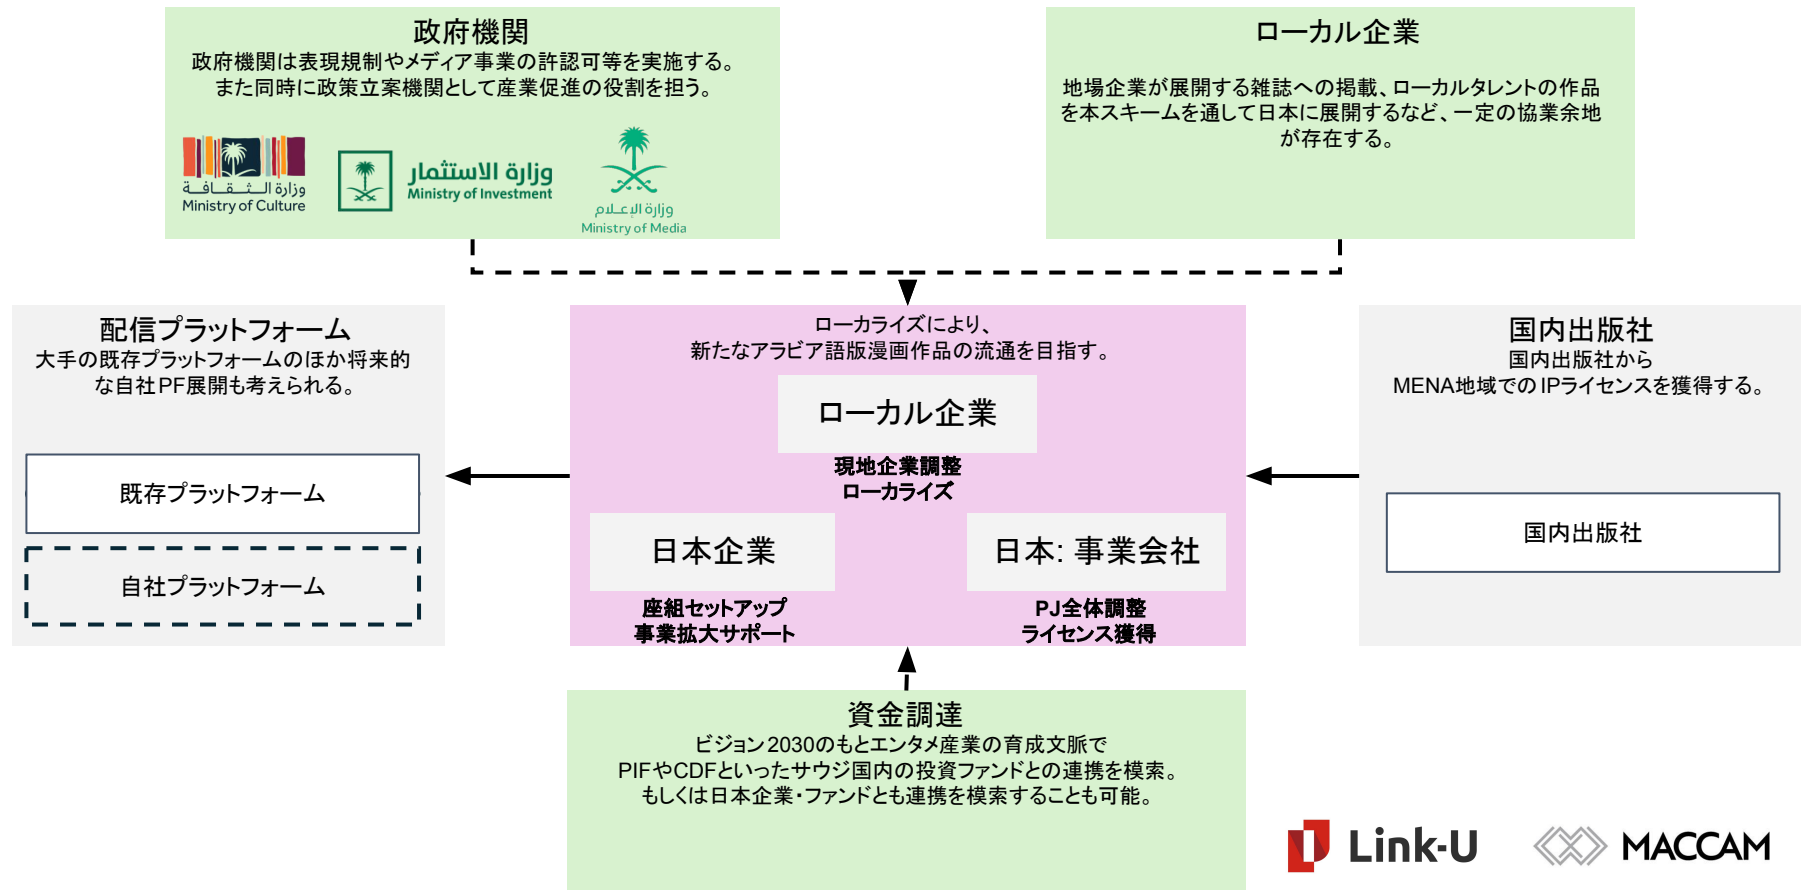 政府機関
政府機関は表現規制やメディア事業の許認可等を実施する。
また同時に政策立案機関として産業促進の役割を担う。
وزارة الـثـقـافـة
Ministry of Culture
وزارة الاستثمار
Ministry of Investment
وزارة الإعـلام
Ministry of Media
ローカル企業
地場企業が展開する雑誌への掲載、ローカルタレントの作品
を本スキームを通して日本に展開するなど、一定の協業余地
が存在する。
配信プラットフォーム
大手の既存プラットフォームのほか将来的
な自社PF展開も考えられる。
既存プラットフォーム
自社プラットフォーム
ローカライズにより、
新たなアラビア語版漫画作品の流通を目指す。
ローカル企業
現地企業調整
ローカライズ
日本企業
座組セットアップ
事業拡大サポート
日本: 事業会社
PJ全体調整
ライセンス獲得
国内出版社
国内出版社から
MENA地域でのIPライセンスを獲得する。
国内出版社
資金調達
ビジョン2030のもとエンタメ産業の育成文脈で
PIFやCDFといったサウジ国内の投資ファンドとの連携を模索。
もしくは日本企業・ファンドとも連携を模索することも可能。
Link-U
MACCAM